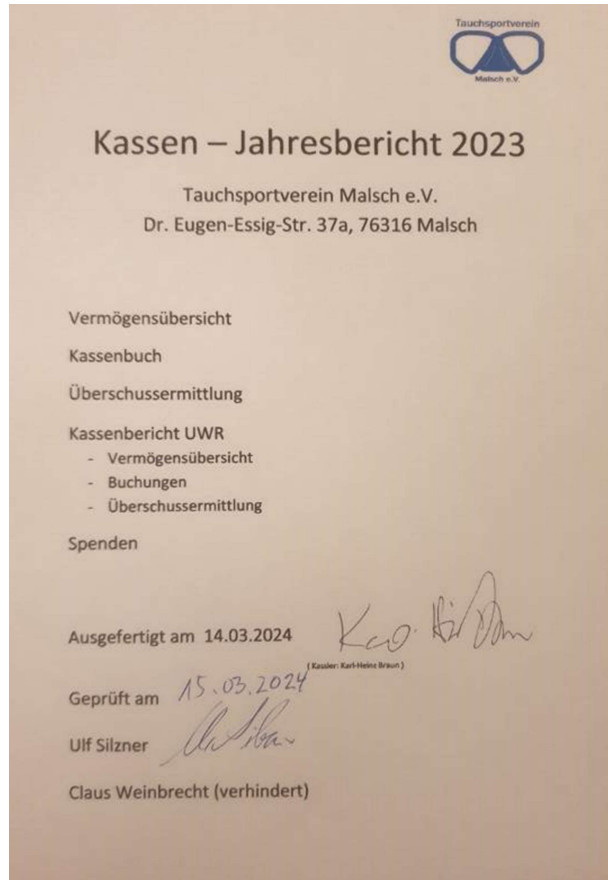 Tauchsportverein
Malsch e.V.
Kassen – Jahresbericht 2023
Tauchsportverein Malsch e.V.
Dr. Eugen-Essig-Str. 37a, 76316 Malsch
Vermögensübersicht
Kassenbuch
Überschussermittlung
Kassenbericht UWR
- Vermögensübersicht
- Buchungen
- Überschussermittlung
Spenden
Ausgefertigt am 14.03.2024
( Kassier: Karl-Heinz Braun )
Geprüft am 15.03.2024
Ulf Silzner
Claus Weinbrecht (verhindert)